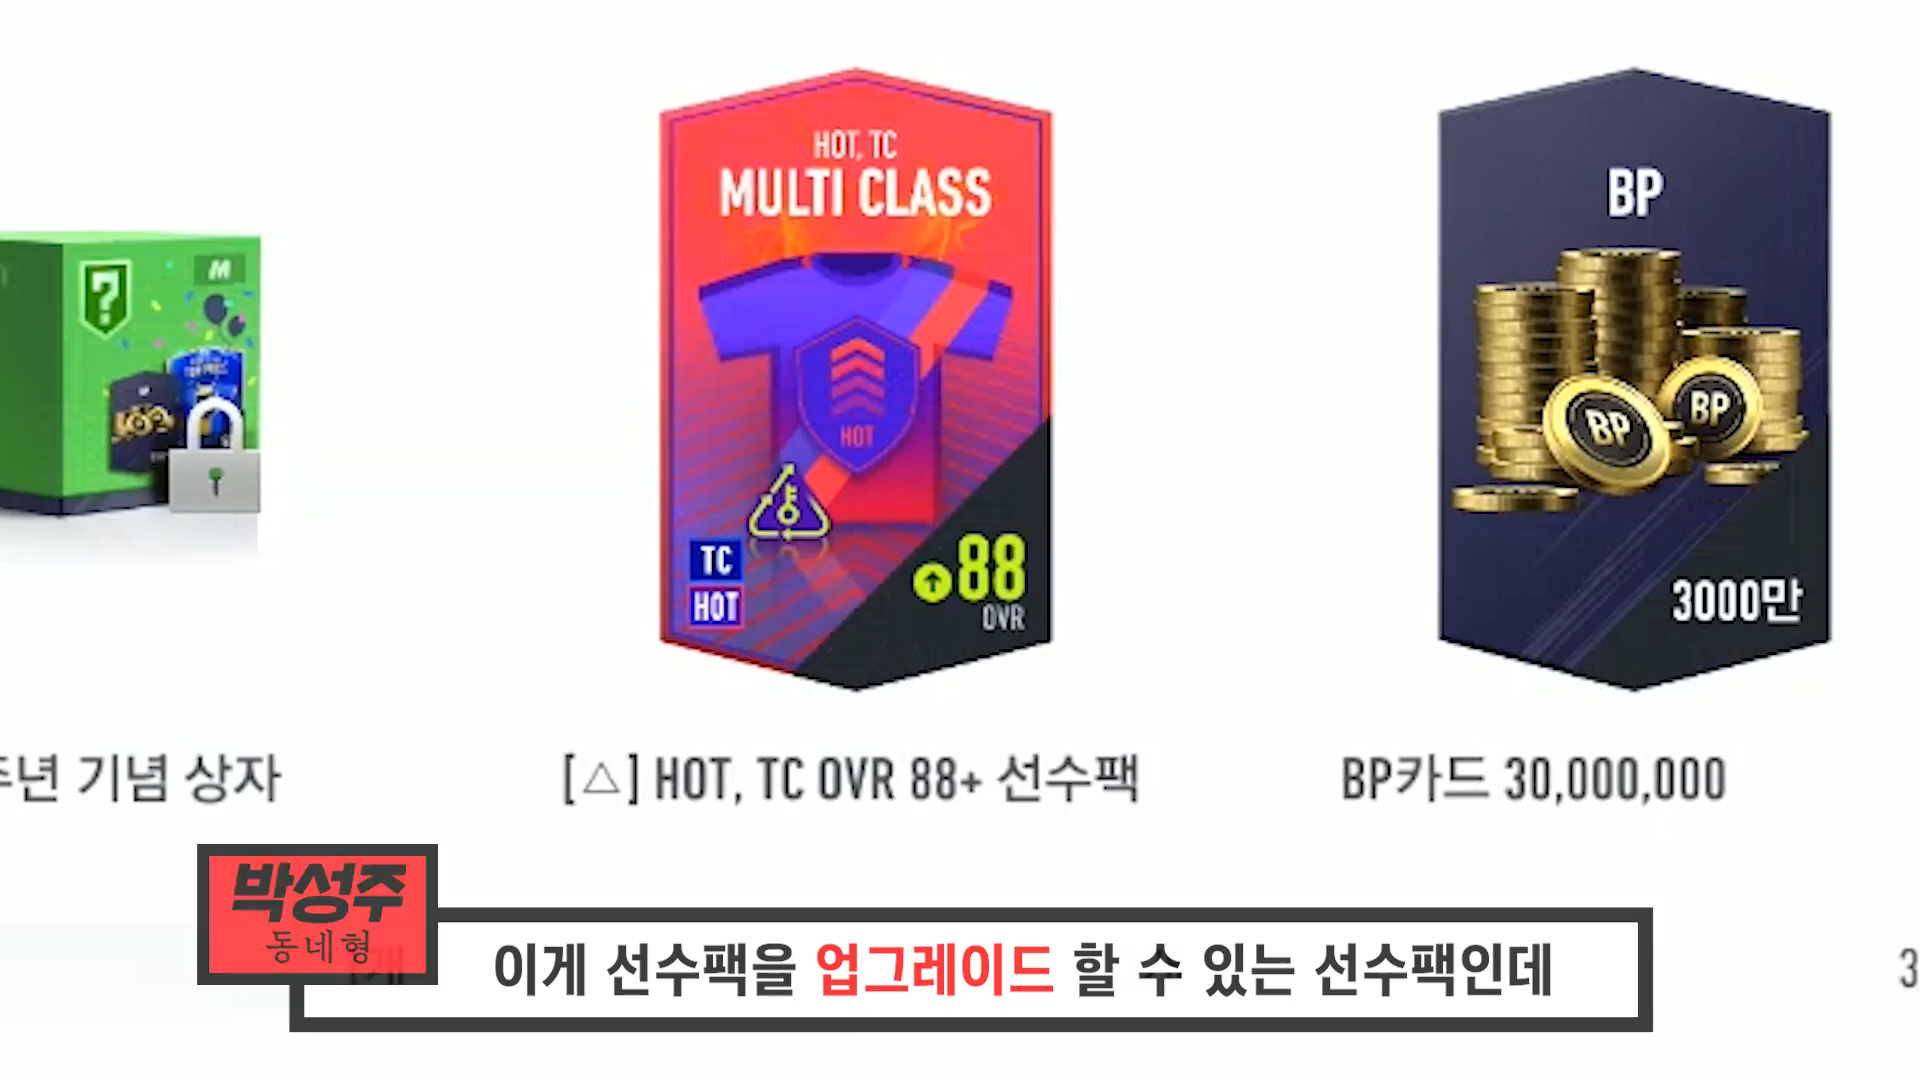 HOT, TC
MULTI CLASS
HOT
TC
HOT
88
OVR
BP
BP
BP
3000만
?
M
주년 기념 상자
[△] HOT, TC OVR 88+ 선수팩
BP카드 30,000,000
박성주
동네형
이게 선수팩을 업그레이드 할 수 있는 선수팩인데
3